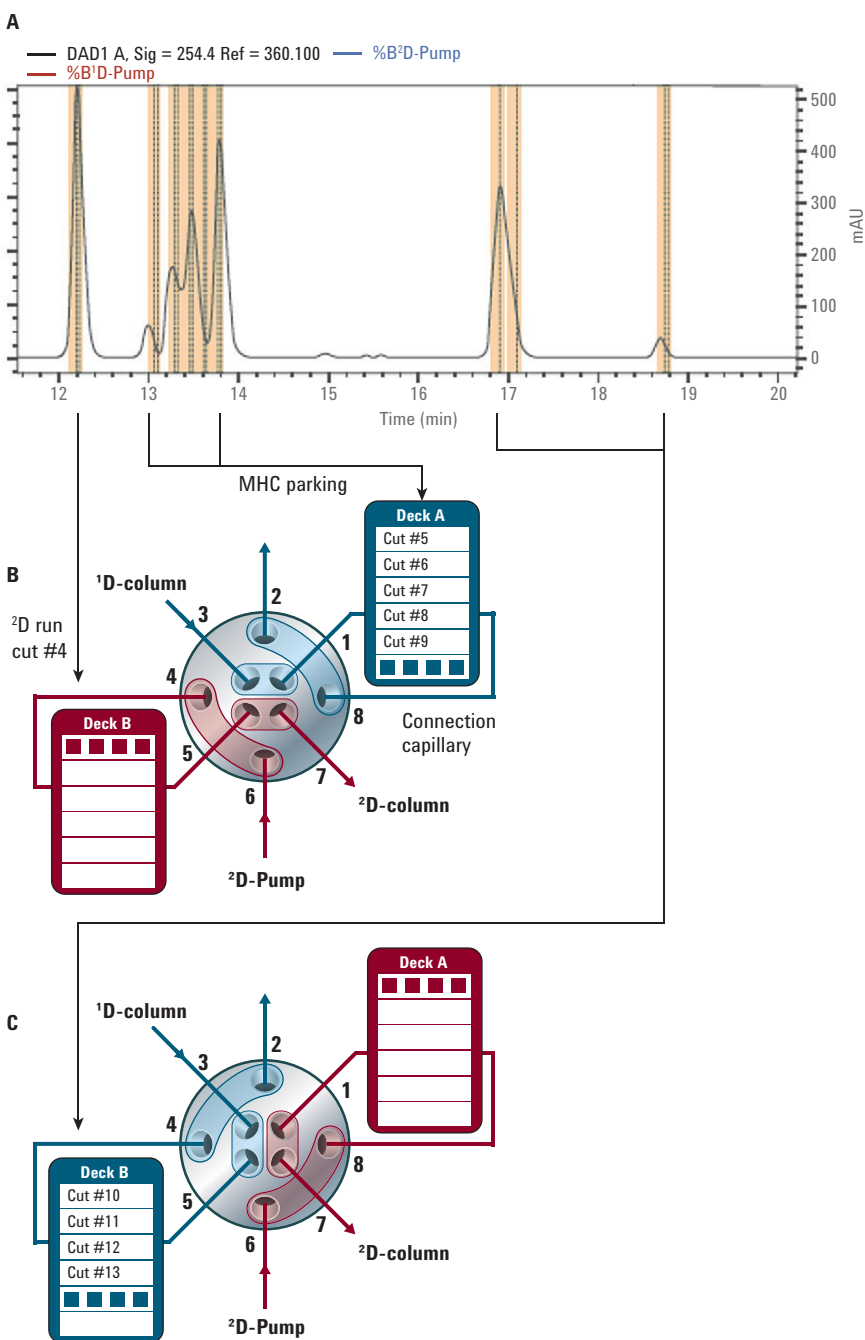 A
DAD1 A, Sig = 254.4 Ref = 360.100 %B²D-Pump
%B¹D-Pump
500
400
300
200
100
0
mAU
12 13 14 15 16 17 18 19 20
Time (min)
MHC parking
Deck A
Cut #5
Cut #6
Cut #7
Cut #8
Cut #9
B
¹D-column
2
3
1
²D run
cut #4
4
8
Connection
capillary
Deck B
5
7
6
²D-column
²D-Pump
Deck A
C
¹D-column
2
3
1
4
8
Deck B
Cut #10
Cut #11
Cut #12
Cut #13
5
7
6
²D-column
²D-Pump